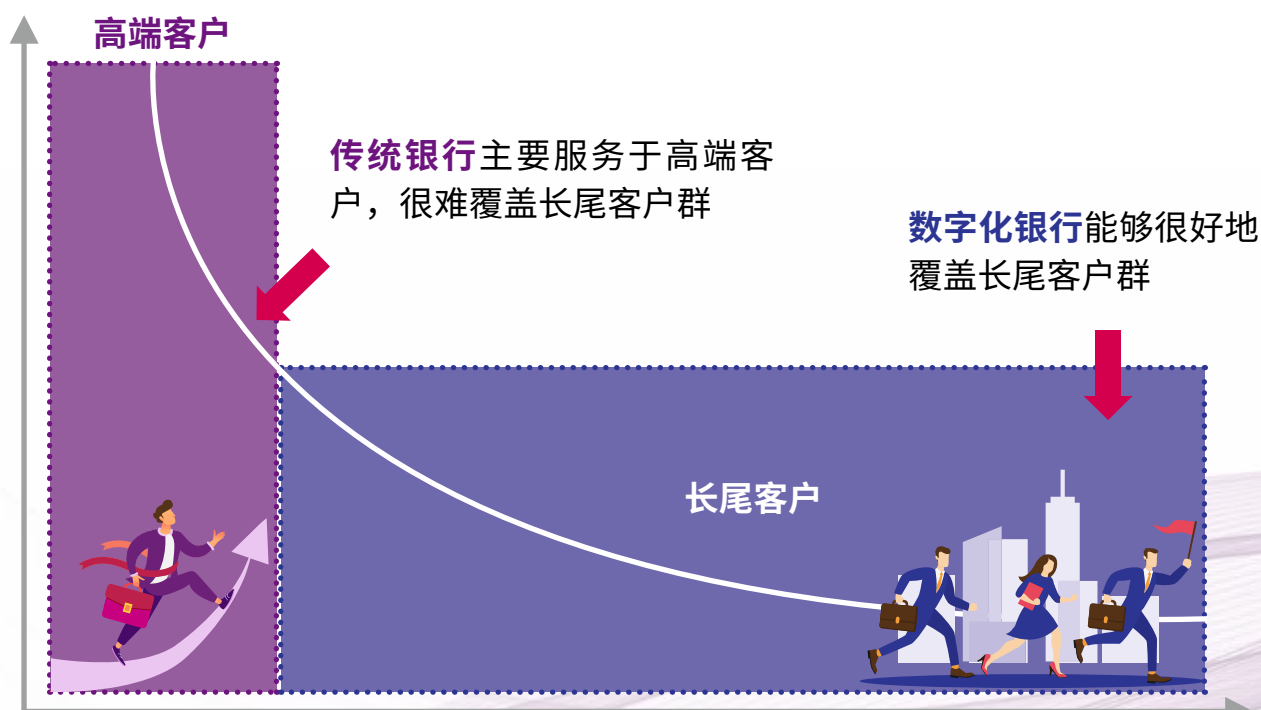 高端客户
传统银行主要服务于高端客
户，很难覆盖长尾客户群
数字化银行能够很好地
覆盖长尾客户群
长尾客户